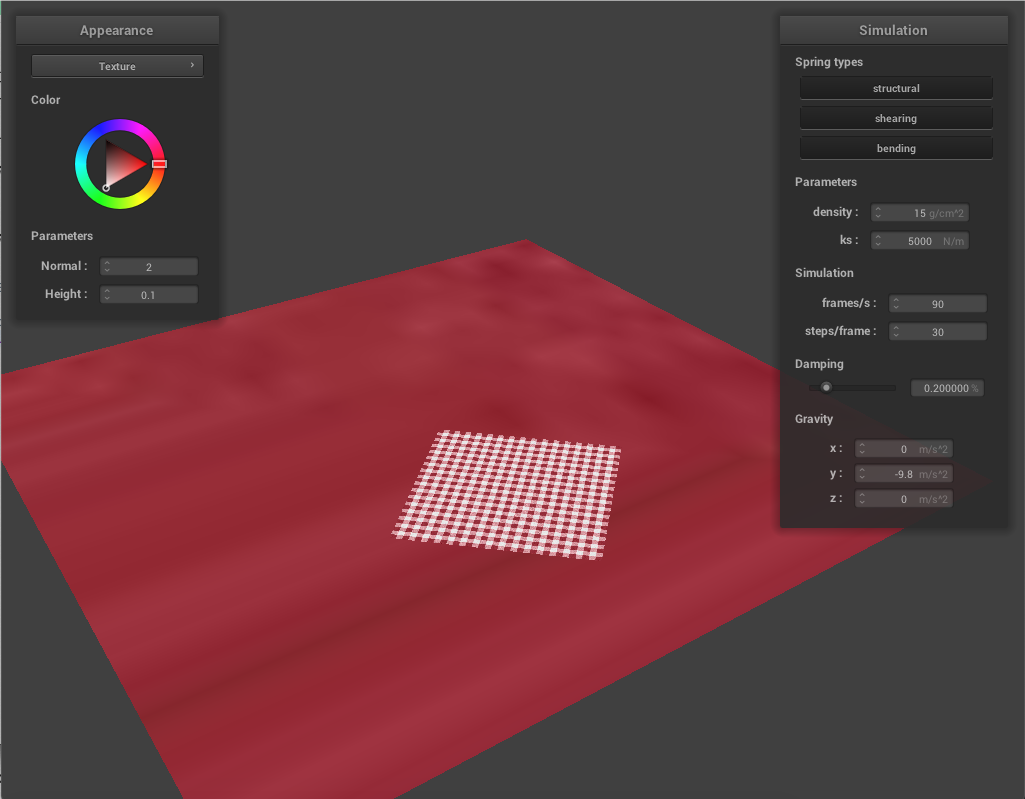 Appearance
Texture
Color
Parameters
Normal : 2
Height : 0.1
Simulation
Spring types
structural
shearing
bending
Parameters
density : 15 g/cm^2
ks : 5000 N/m
Simulation
frames/s : 90
steps/frame : 30
Damping
0.200000 %
Gravity
x : 0 m/s^2
y : -9.8 m/s^2
z : 0 m/s^2